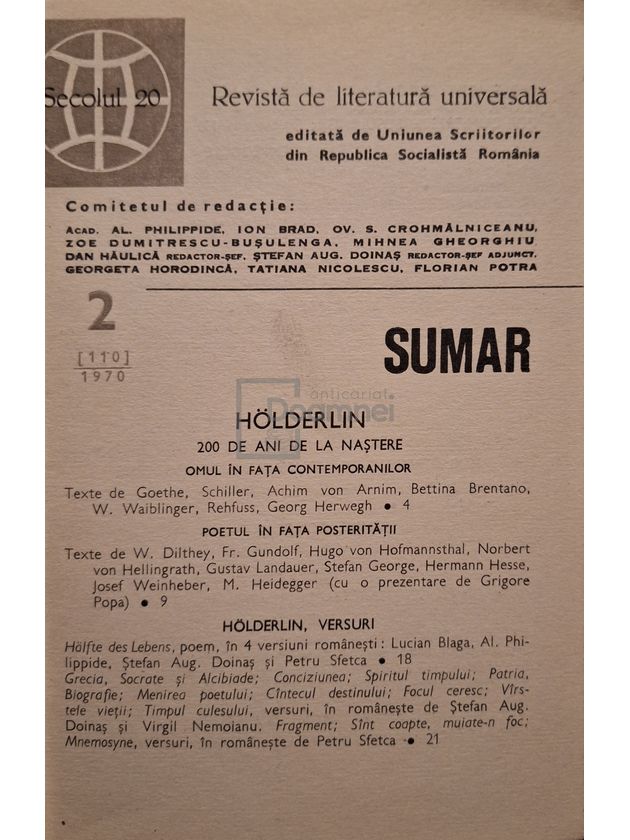 Secolul 20
Revistă de literatură universală
editată de Uniunea Scriitorilor
din Republica Socialistă România
Comitetul de redacție:
ACAD. AL. PHILIPPIDE, ION BRAD, OV. S. CROHMĂLNICEANU,
ZOE DUMITRESCU-BUȘULENGA, MIHNEA GHEORGHIU
DAN HĂULICĂ REDACTOR-ȘEF, ȘTEFAN AUG. DOINAȘ REDACTOR-ȘEF ADJUNCT,
GEORGETA HORODINCĂ, TATIANA NICOLESCU, FLORIAN POTRA
2
[110]
1970
SUMAR
anticariat
Doamnei
HÖLDERLIN
200 DE ANI DE LA NAȘTERE
OMUL ÎN FAȚA CONTEMPORANILOR
Texte de Goethe, Schiller, Achim von Arnim, Bettina Brentano,
W. Waiblinger, Rehfuss, Georg Herwegh • 4
POETUL ÎN FAȚA POSTERITĂȚII
Texte de W. Dilthey, Fr. Gundolf, Hugo von Hofmannsthal, Norbert
von Hellingrath, Gustav Landauer, Stefan George, Hermann Hesse,
Josef Weinheber, M. Heidegger (cu o prezentare de Grigore
Popa) • 9
HÖLDERLIN, VERSURI
Hälfte des Lebens, poem, în 4 versiuni românești : Lucian Blaga, Al. Phi-
lippide, Ștefan Aug. Doinaș și Petru Sfetca • 18
Grecia, Socrate și Alcibiade; Conciziunea; Spiritul timpului; Patria,
Biografie; Menirea poetului; Cîntecul destinului; Focul ceresc; Vîrs-
tele vieții; Timpul culesului, versuri, în românește de Ștefan Aug.
Doinaș și Virgil Nemoianu. Fragment; Sînt coapte, muiate-n foc;
Mnemosyne, versuri, în românește de Petru Sfetca • 21